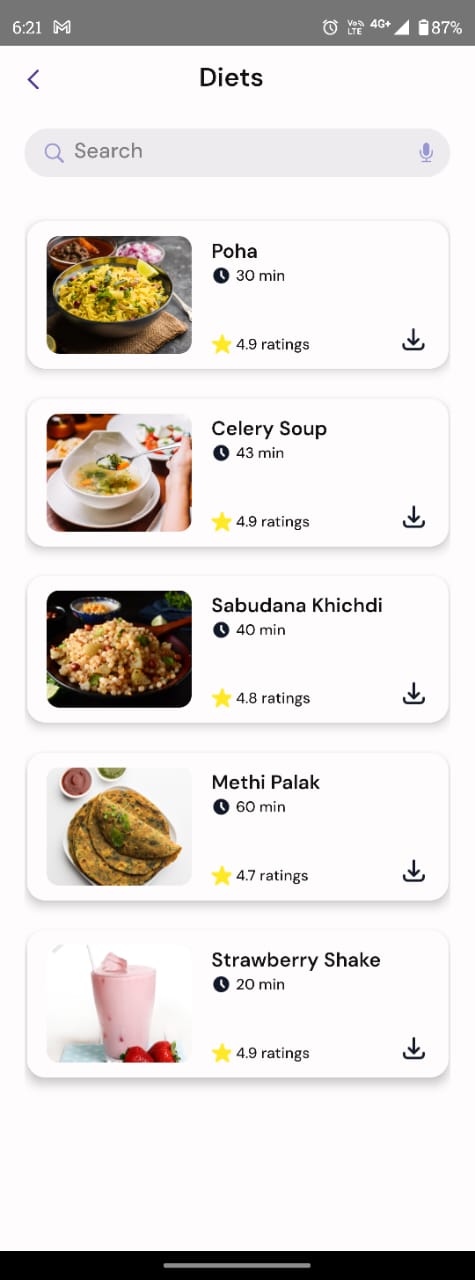 6:21 Vo)) LTE 4G+ 87%
Diets
Search
Poha
30 min
4.9 ratings
Celery Soup
43 min
4.9 ratings
Sabudana Khichdi
40 min
4.8 ratings
Methi Palak
60 min
4.7 ratings
Strawberry Shake
20 min
4.9 ratings